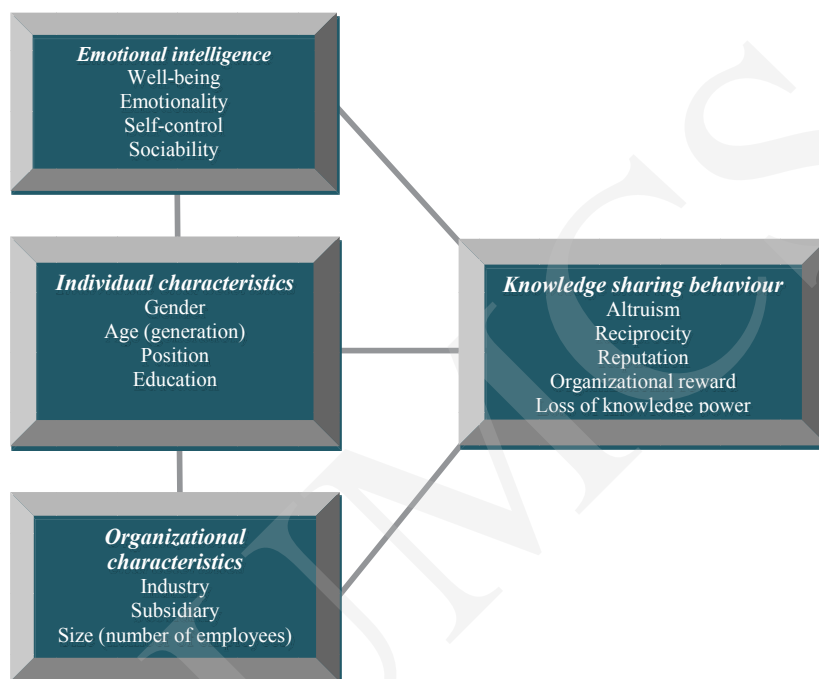 Emotional intelligence
Well-being
Emotionality
Self-control
Sociability
Individual characteristics
Gender
Age (generation)
Position
Education
Knowledge sharing behaviour
Altruism
Reciprocity
Reputation
Organizational reward
Loss of knowledge power
Organizational
characteristics
Industry
Subsidiary
Size (number of employees)
UMCS